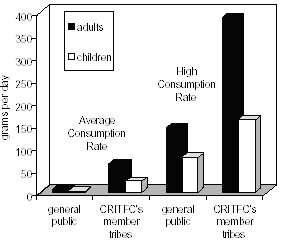 400
350
300
250
200
150
100
50
0
grams per day
adults
children
Average
Consumption
Rate
High
Consumption
Rate
general
public
CRITFC's
member
tribes
general
public
CRITFC's
member
tribes